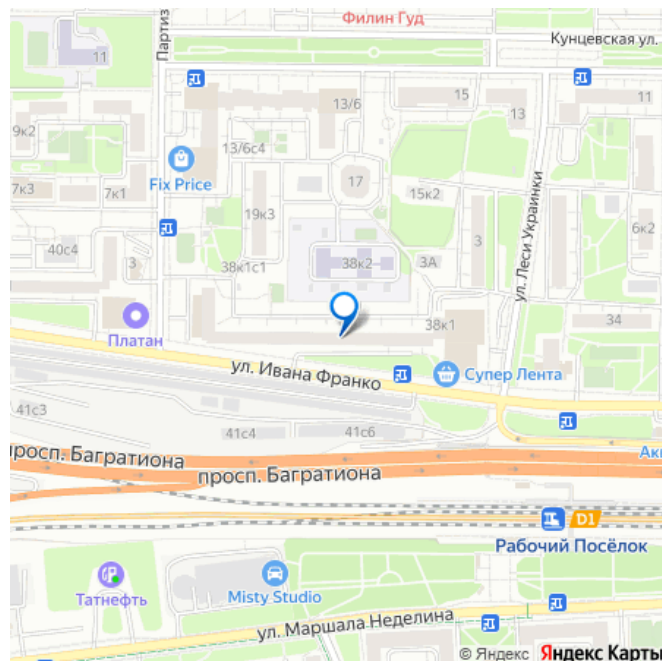 Филин Гуд
Кунцевская ул.
Партиз
11
15
11
13/6
13
9к2
13/6с4
Fix Price
17
7к3
7к1
15к2
19к3
ул. Леси Украинки
6к2
3
40с4
3
38к1с1
38к2
3А
Платан
38к1
34
ул. Ивана Франко
Супер Лента
41с3
41с4
41с6
просп. Багратиона
просп. Багратиона
Ак
D1
Рабочий Посёлок
Татнефть
Misty Studio
ул. Маршала Неделина
© Яндекс Яндекс Карты